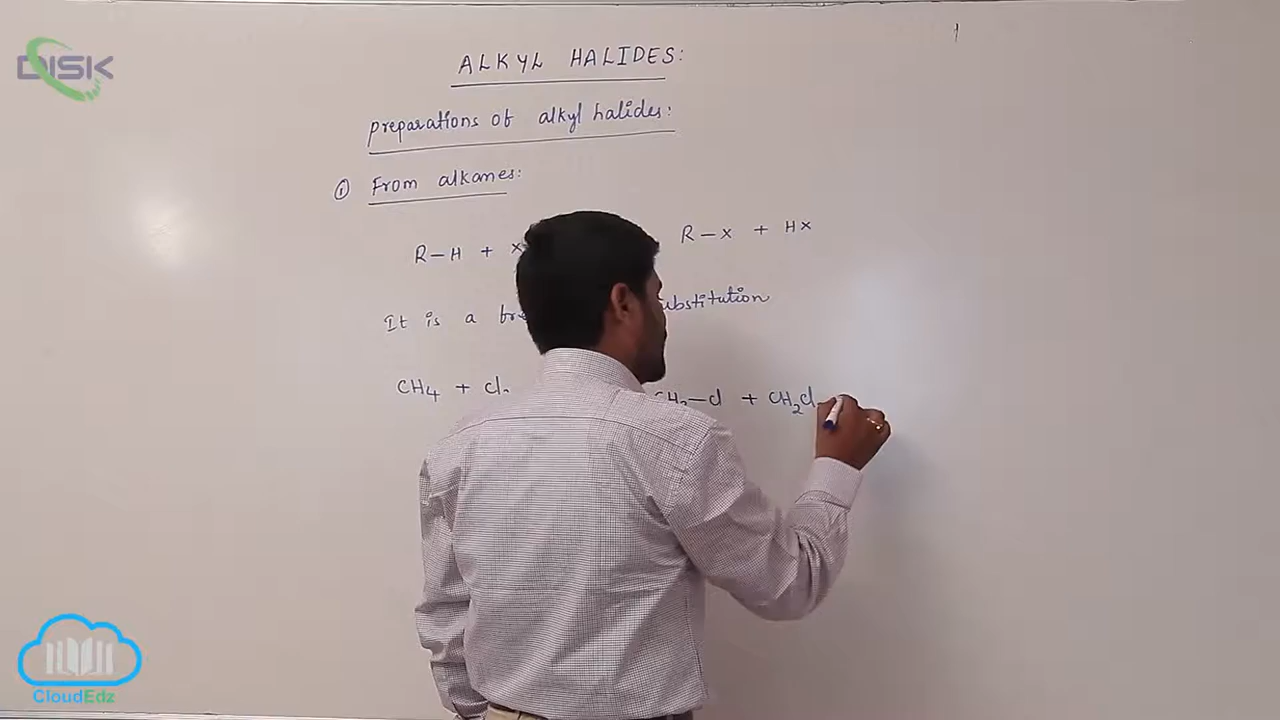 DISK
ALKYL HALIDES:
preparations of alkyl halides:
① From alkanes:
R-H + X R-X + HX
It is a substitution
CH4 + Cl2 CH3-Cl + CH2Cl
CloudEdz